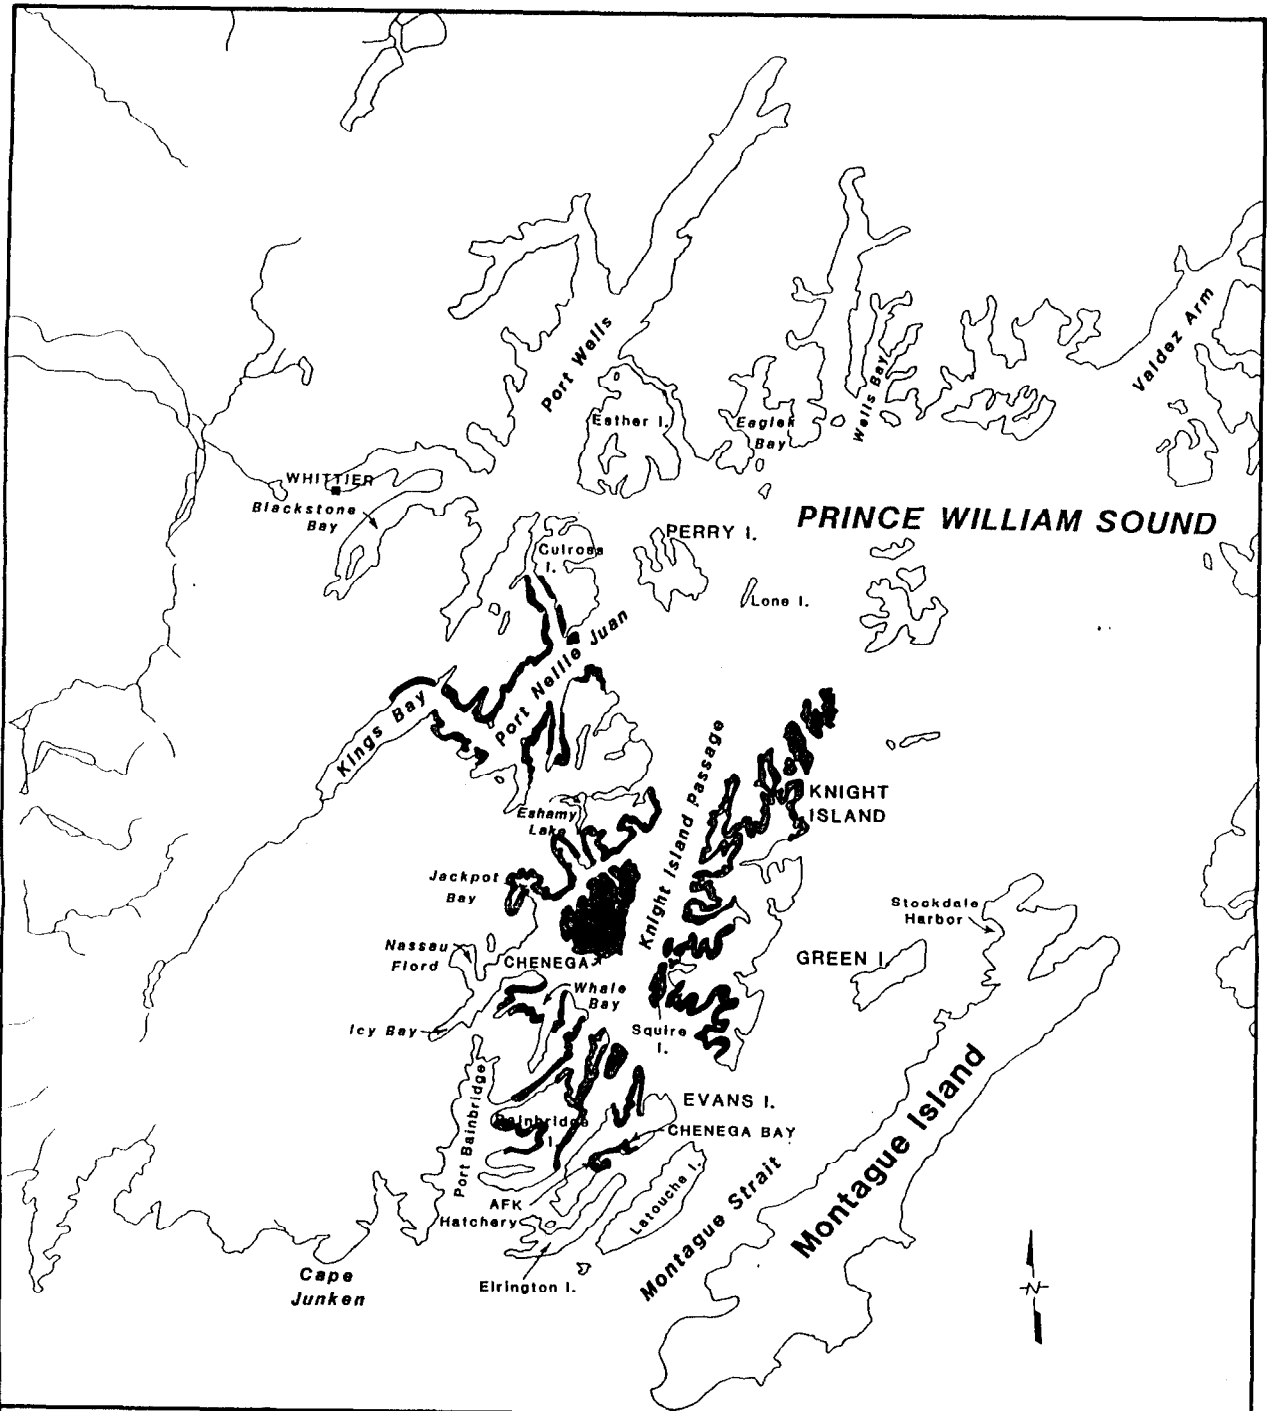 Port Wells
Valdez Arm
Esther I.
Eaglek
Bay
Wells Bay
WHITTIER
Blackstone
Bay
PRINCE WILLIAM SOUND
PERRY I.
Culross
I.
Lone I.
Port Nellie Juan
Kings Bay
Knight Island Passage
KNIGHT
ISLAND
Eshamy
Lake
Jackpot
Bay
Stockdale
Harbor
Nassau
Fiord
CHENEGA
GREEN I.
Whale
Bay
Icy Bay
Squire
I.
Port Bainbridge
Bainbridge
I.
EVANS I.
CHENEGA BAY
AFK
Hatchery
Latouche I.
Montague Strait
Montague Island
Elrington I.
Cape
Junken
N